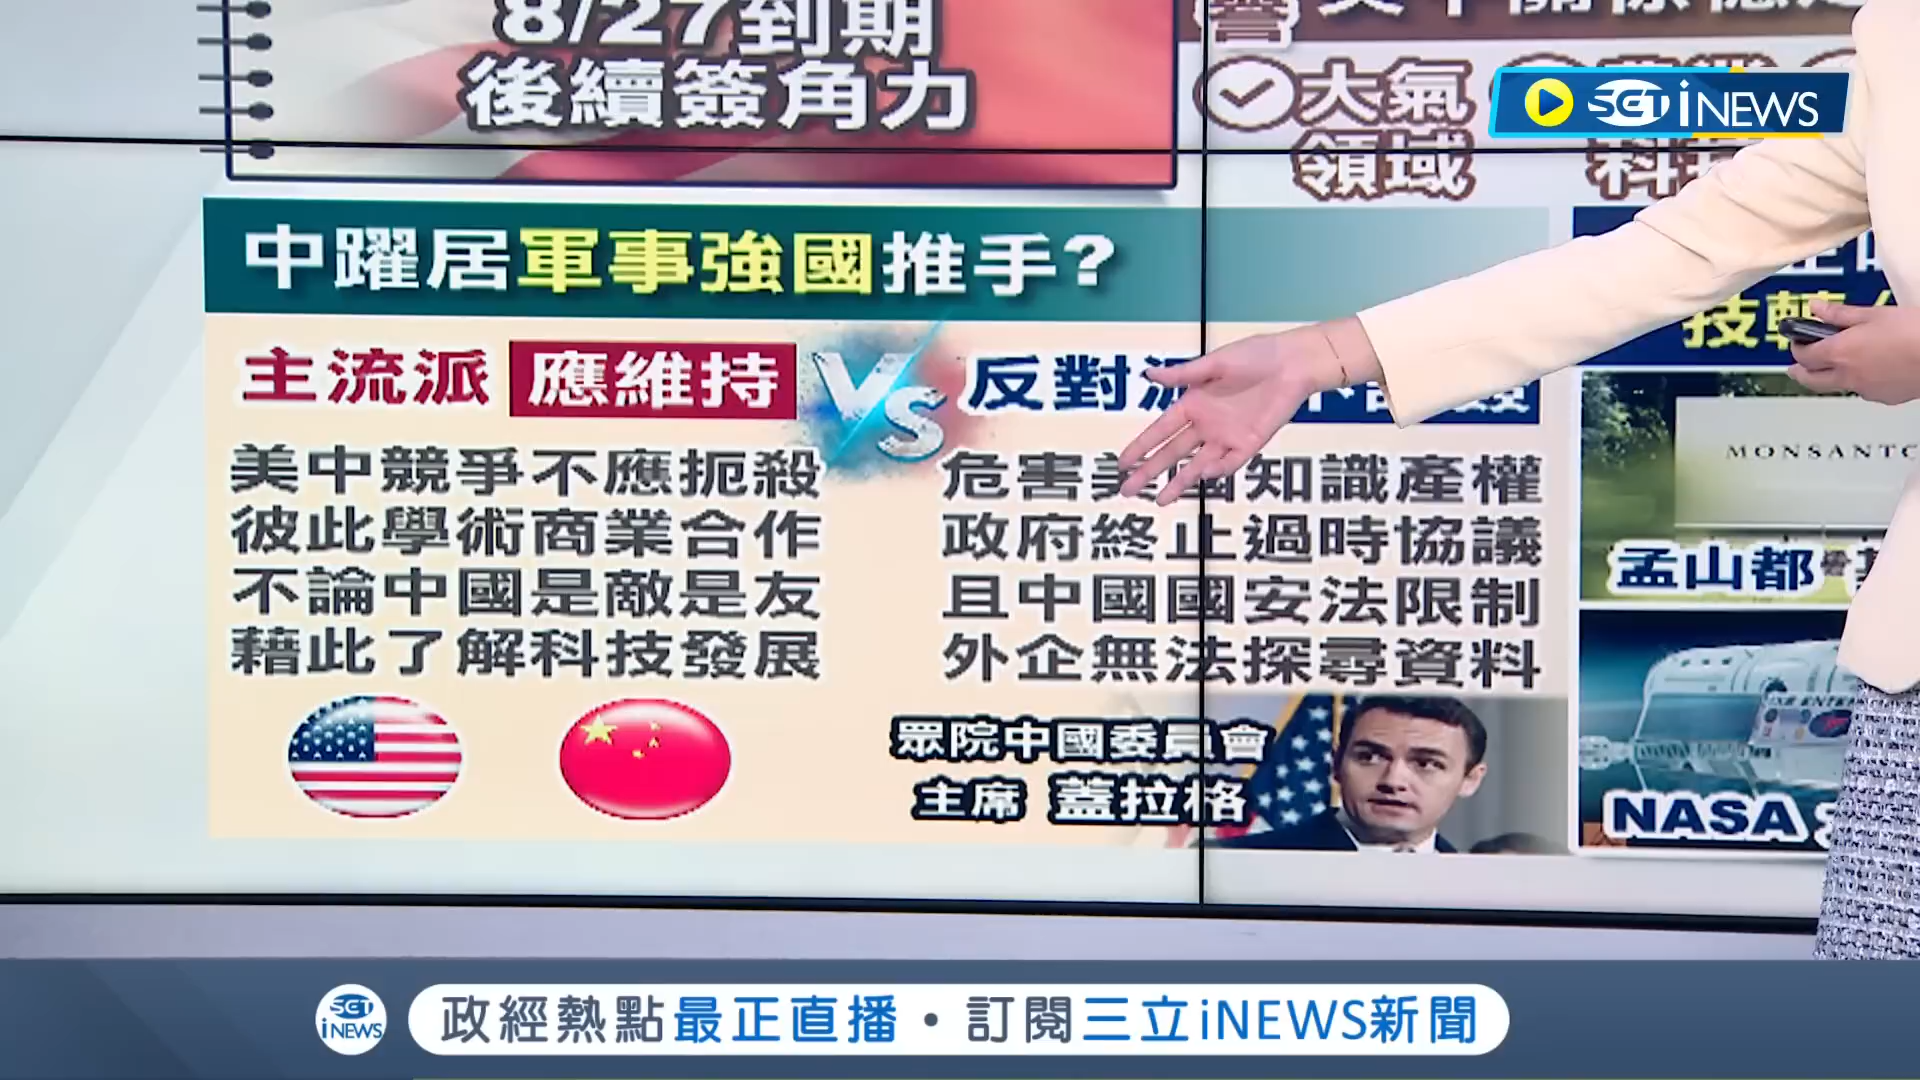 8/27到期
後續簽角力
大氣
領域
SET iNEWS
中躍居軍事強國推手?
主流派 應維持
VS
反對派
美中競爭不應扼殺
彼此學術商業合作
不論中國是敵是友
藉此了解科技發展
危害美國知識產權
政府終止過時協議
且中國國安法限制
外企無法探尋資料
眾院中國委員會
主席 蓋拉格
MONSANTO
孟山都
NASA
SET iNEWS
政經熱點最正直播・訂閱三立iNEWS新聞